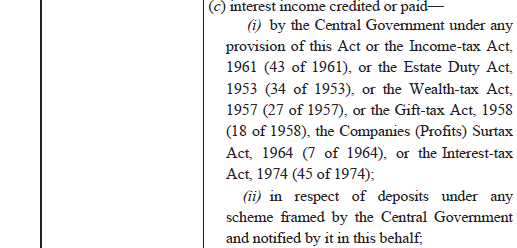 (c) interest income credited or paid—
(i) by the Central Government under any
provision of this Act or the Income-tax Act,
1961 (43 of 1961), or the Estate Duty Act,
1953 (34 of 1953), or the Wealth-tax Act,
1957 (27 of 1957), or the Gift-tax Act, 1958
(18 of 1958), the Companies (Profits) Surtax
Act, 1964 (7 of 1964), or the Interest-tax
Act, 1974 (45 of 1974);
(ii) in respect of deposits under any
scheme framed by the Central Government
and notified by it in this behalf;